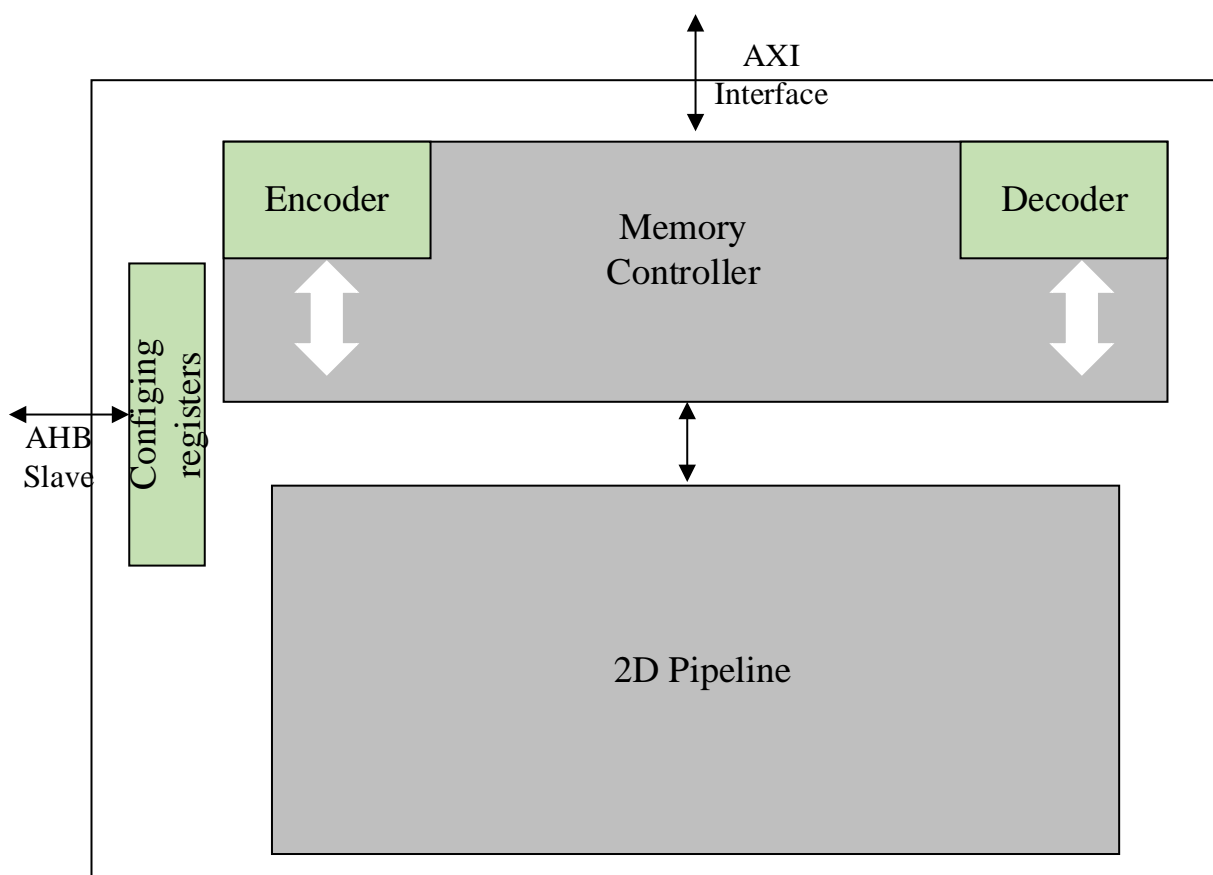 AXI
Interface
Encoder
Memory
Controller
Decoder
Configing
registers
AHB
Slave
2D Pipeline